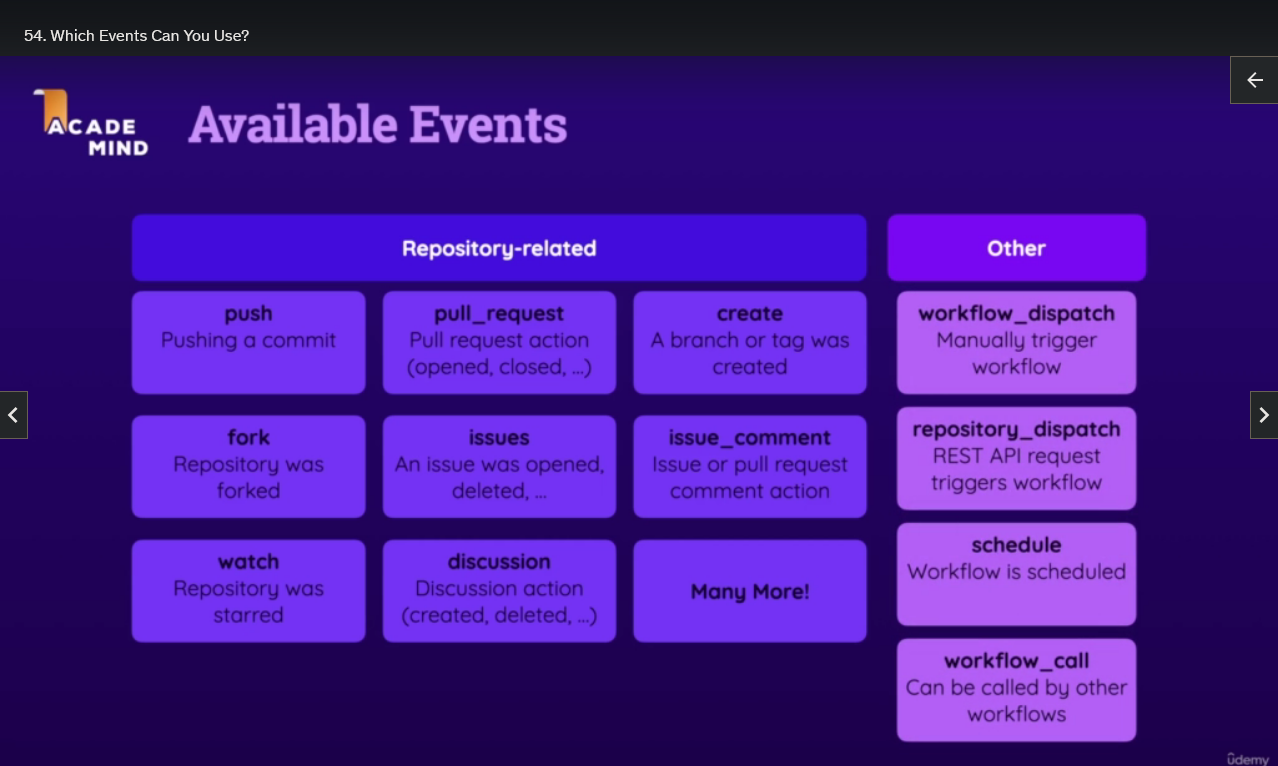 54. Which Events Can You Use?
ACADE
MIND
Available Events
Repository-related
push
Pushing a commit
pull_request
Pull request action
(opened, closed, ...)
create
A branch or tag was
created
fork
Repository was
forked
issues
An issue was opened,
deleted, ...
issue_comment
Issue or pull request
comment action
watch
Repository was
starred
discussion
Discussion action
(created, deleted, ...)
Many More!
Other
workflow_dispatch
Manually trigger
workflow
repository_dispatch
REST API request
triggers workflow
schedule
Workflow is scheduled
workflow_call
Can be called by other
workflows
udemy